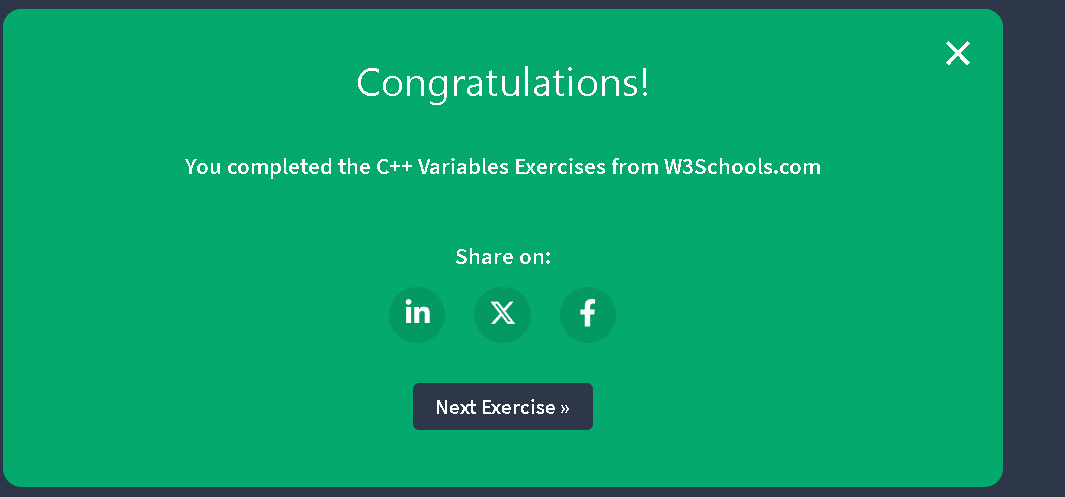 Congratulations!
You completed the C++ Variables Exercises from W3Schools.com
Share on:
in X f
Next Exercise »